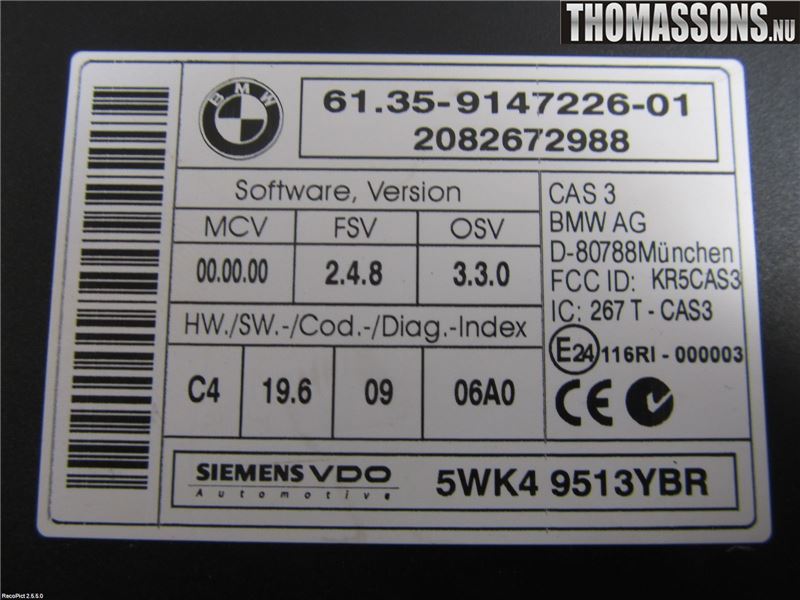 THOMASSONS.NU
BMW
61.35-9147226-01
2082672988
Software, Version
MCV FSV OSV
00.00.00 2.4.8 3.3.0
HW./SW.-/Cod.-/Diag.-Index
C4 19.6 09 06A0
CAS 3
BMW AG
D-80788München
FCC ID: KR5CAS3
IC: 267 T - CAS3
E24 116RI - 000003
CE
SIEMENS VDO
Automotive
5WK4 9513YBR
RecoPict 2.5.5.0